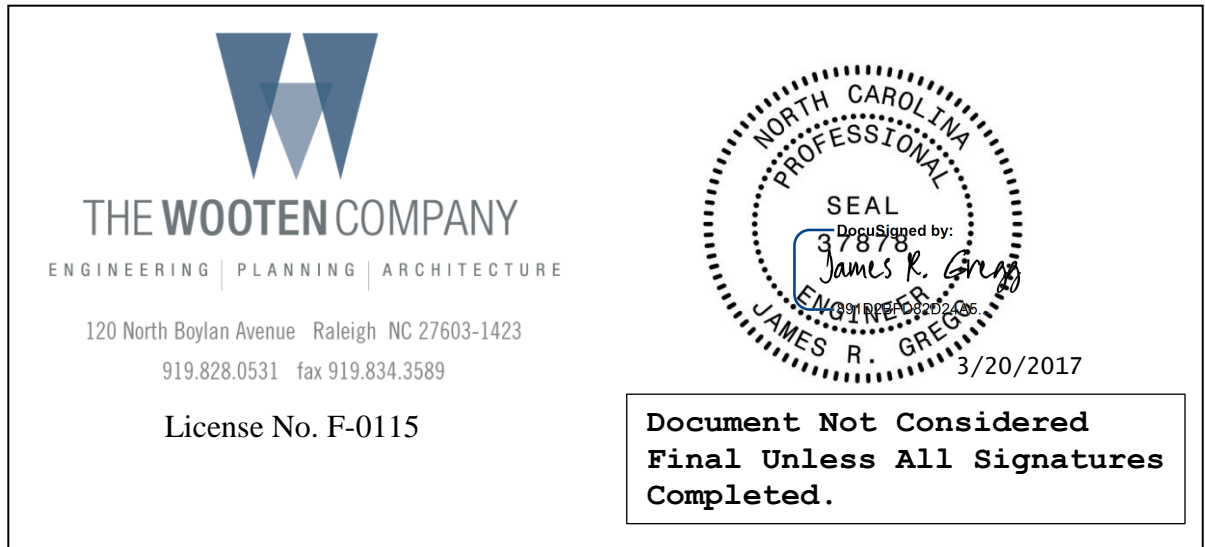 THE WOOTEN COMPANY
ENGINEERING | PLANNING | ARCHITECTURE
120 North Boylan Avenue Raleigh NC 27603-1423
919.828.0531 fax 919.834.3589
License No. F-0115
NORTH CAROLINA
PROFESSIONAL
SEAL
DocuSigned by:
37878
James R. Gregg
891D2BFD82D24A5...
ENGINEER
JAMES R. GREGG
3/20/2017
Document Not Considered
Final Unless All Signatures
Completed.